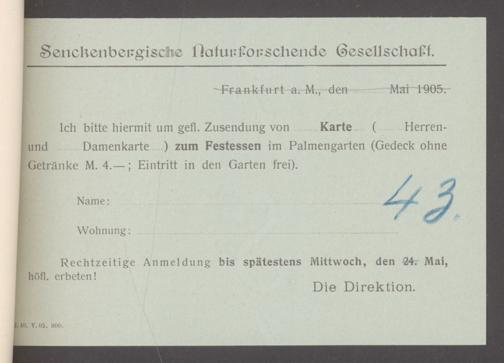 Senckenbergische Naturforschende Gesellschaft.
Frankfurt a. M., den Mai 1905.
Ich bitte hiermit um gefl. Zusendung von Karte ( Herren-
und Damenkarte ) zum Festessen im Palmengarten (Gedeck ohne
Getränke M. 4.—; Eintritt in den Garten frei).
43.
Name:
Wohnung:
Rechtzeitige Anmeldung bis spätestens Mittwoch, den 24. Mai,
höfl. erbeten!
Die Direktion.
V. 05. 800.